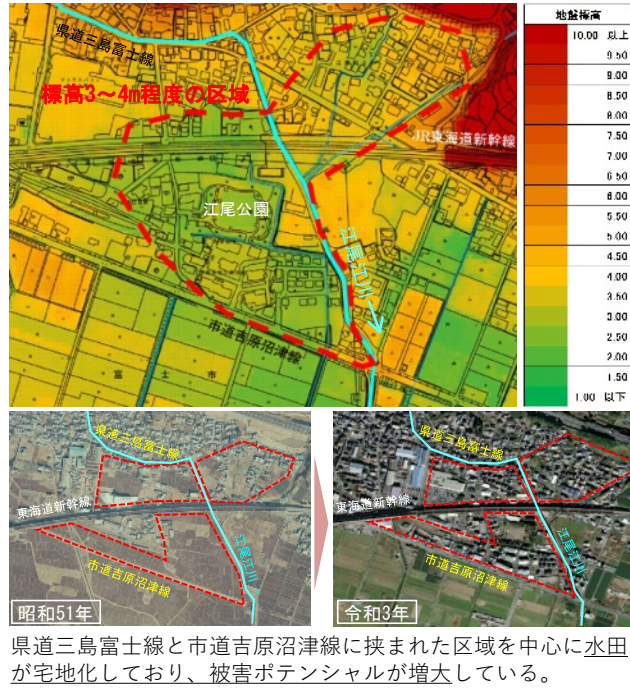 県道三島富士線
標高3～4m程度の区域
JR東海道新幹線
江尾公園
江尾江川
市道吉原沼津線
富士市
地盤標高
10.00 以上
9.50
9.00
8.50
8.00
7.50
7.00
6.50
6.00
5.50
5.00
4.50
4.00
3.50
3.00
2.50
2.00
1.50
1.00 以下
県道三島富士線
東海道新幹線
江尾江川
市道吉原沼津線
昭和51年
県道三島富士線
東海道新幹線
江尾江川
市道吉原沼津線
令和3年
県道三島富士線と市道吉原沼津線に挟まれた区域を中心に水田
が宅地化しており、被害ポテンシャルが増大している。